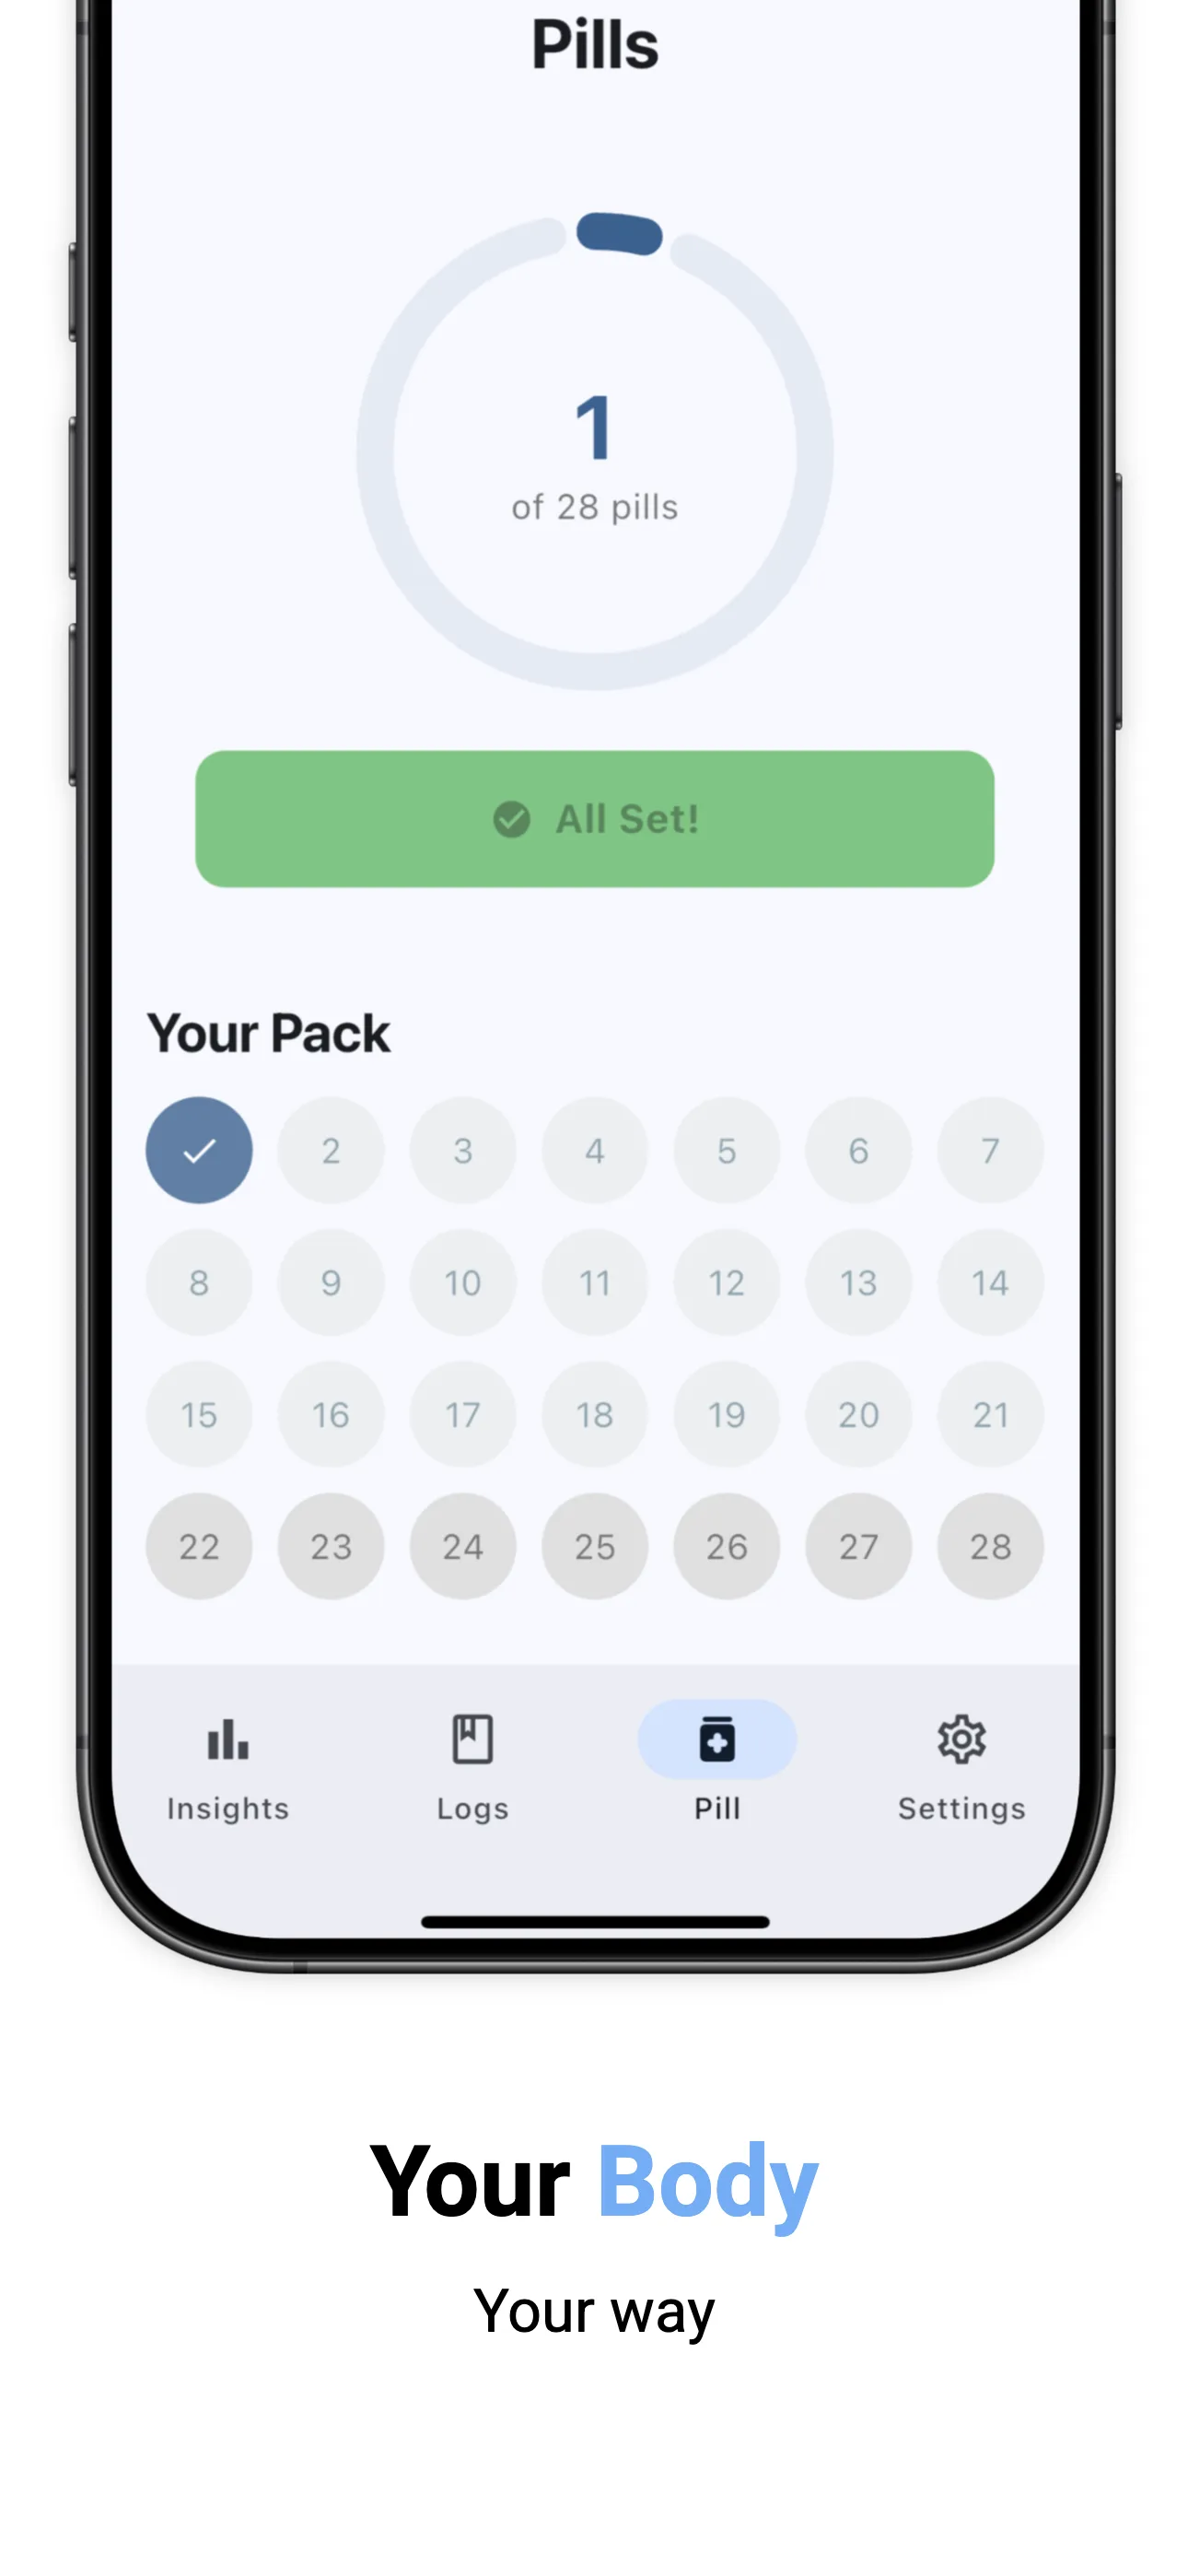 Pills
1
of 28 pills
All Set!
Your Pack
2 3 4 5 6 7
8 9 10 11 12 13 14
15 16 17 18 19 20 21
22 23 24 25 26 27 28
Insights Logs Pill Settings
Your Body
Your way